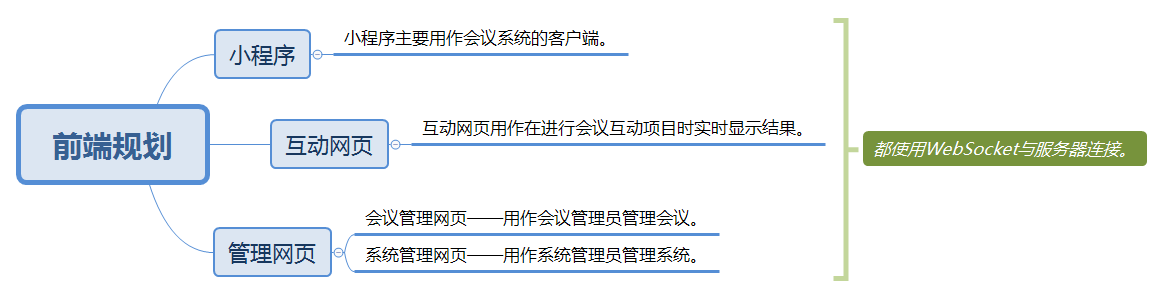 前端规划
小程序
小程序主要用作会议系统的客户端。
互动网页
互动网页用作在进行会议互动项目时实时显示结果。
管理网页
会议管理网页——用作会议管理员管理会议。
系统管理网页——用作系统管理员管理系统。
都使用WebSocket与服务器连接。